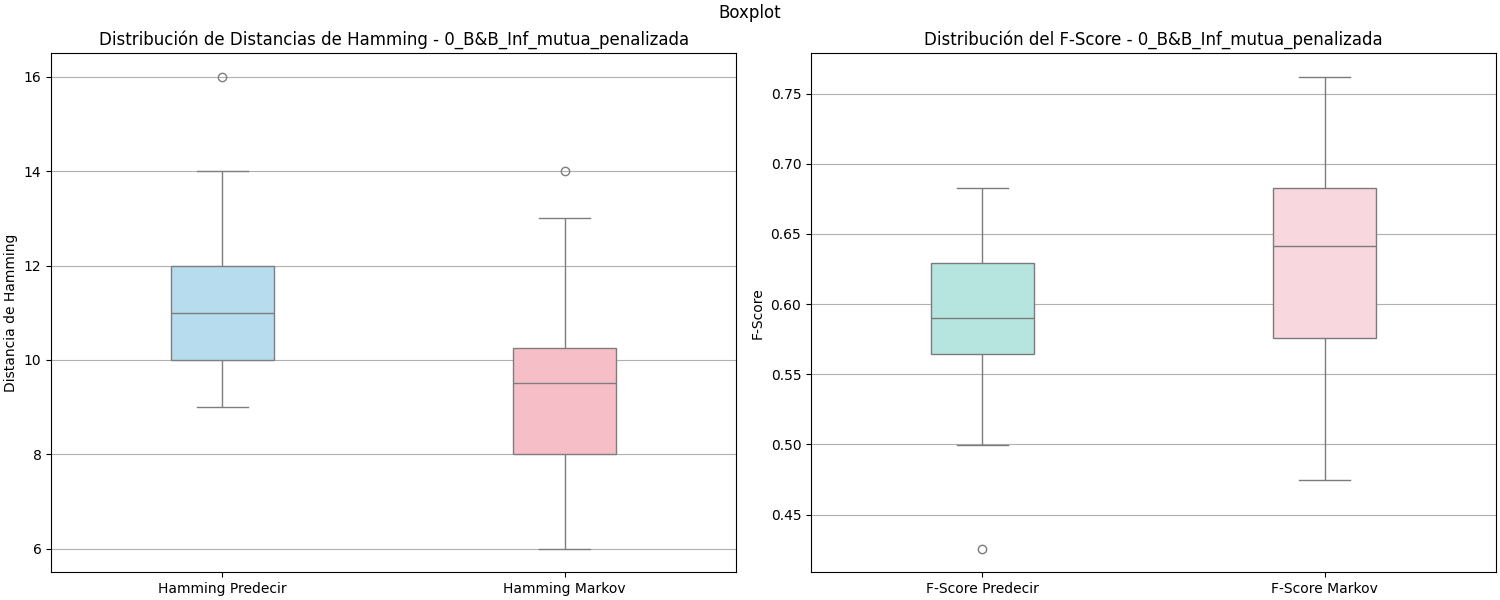 Boxplot
Distribución de Distancias de Hamming - 0_B&B_Inf_mutua_penalizada
Distancia de Hamming
16
14
12
10
8
6
Hamming Predecir
Hamming Markov
Distribución del F-Score - 0_B&B_Inf_mutua_penalizada
F-Score
0.75
0.70
0.65
0.60
0.55
0.50
0.45
F-Score Predecir
F-Score Markov